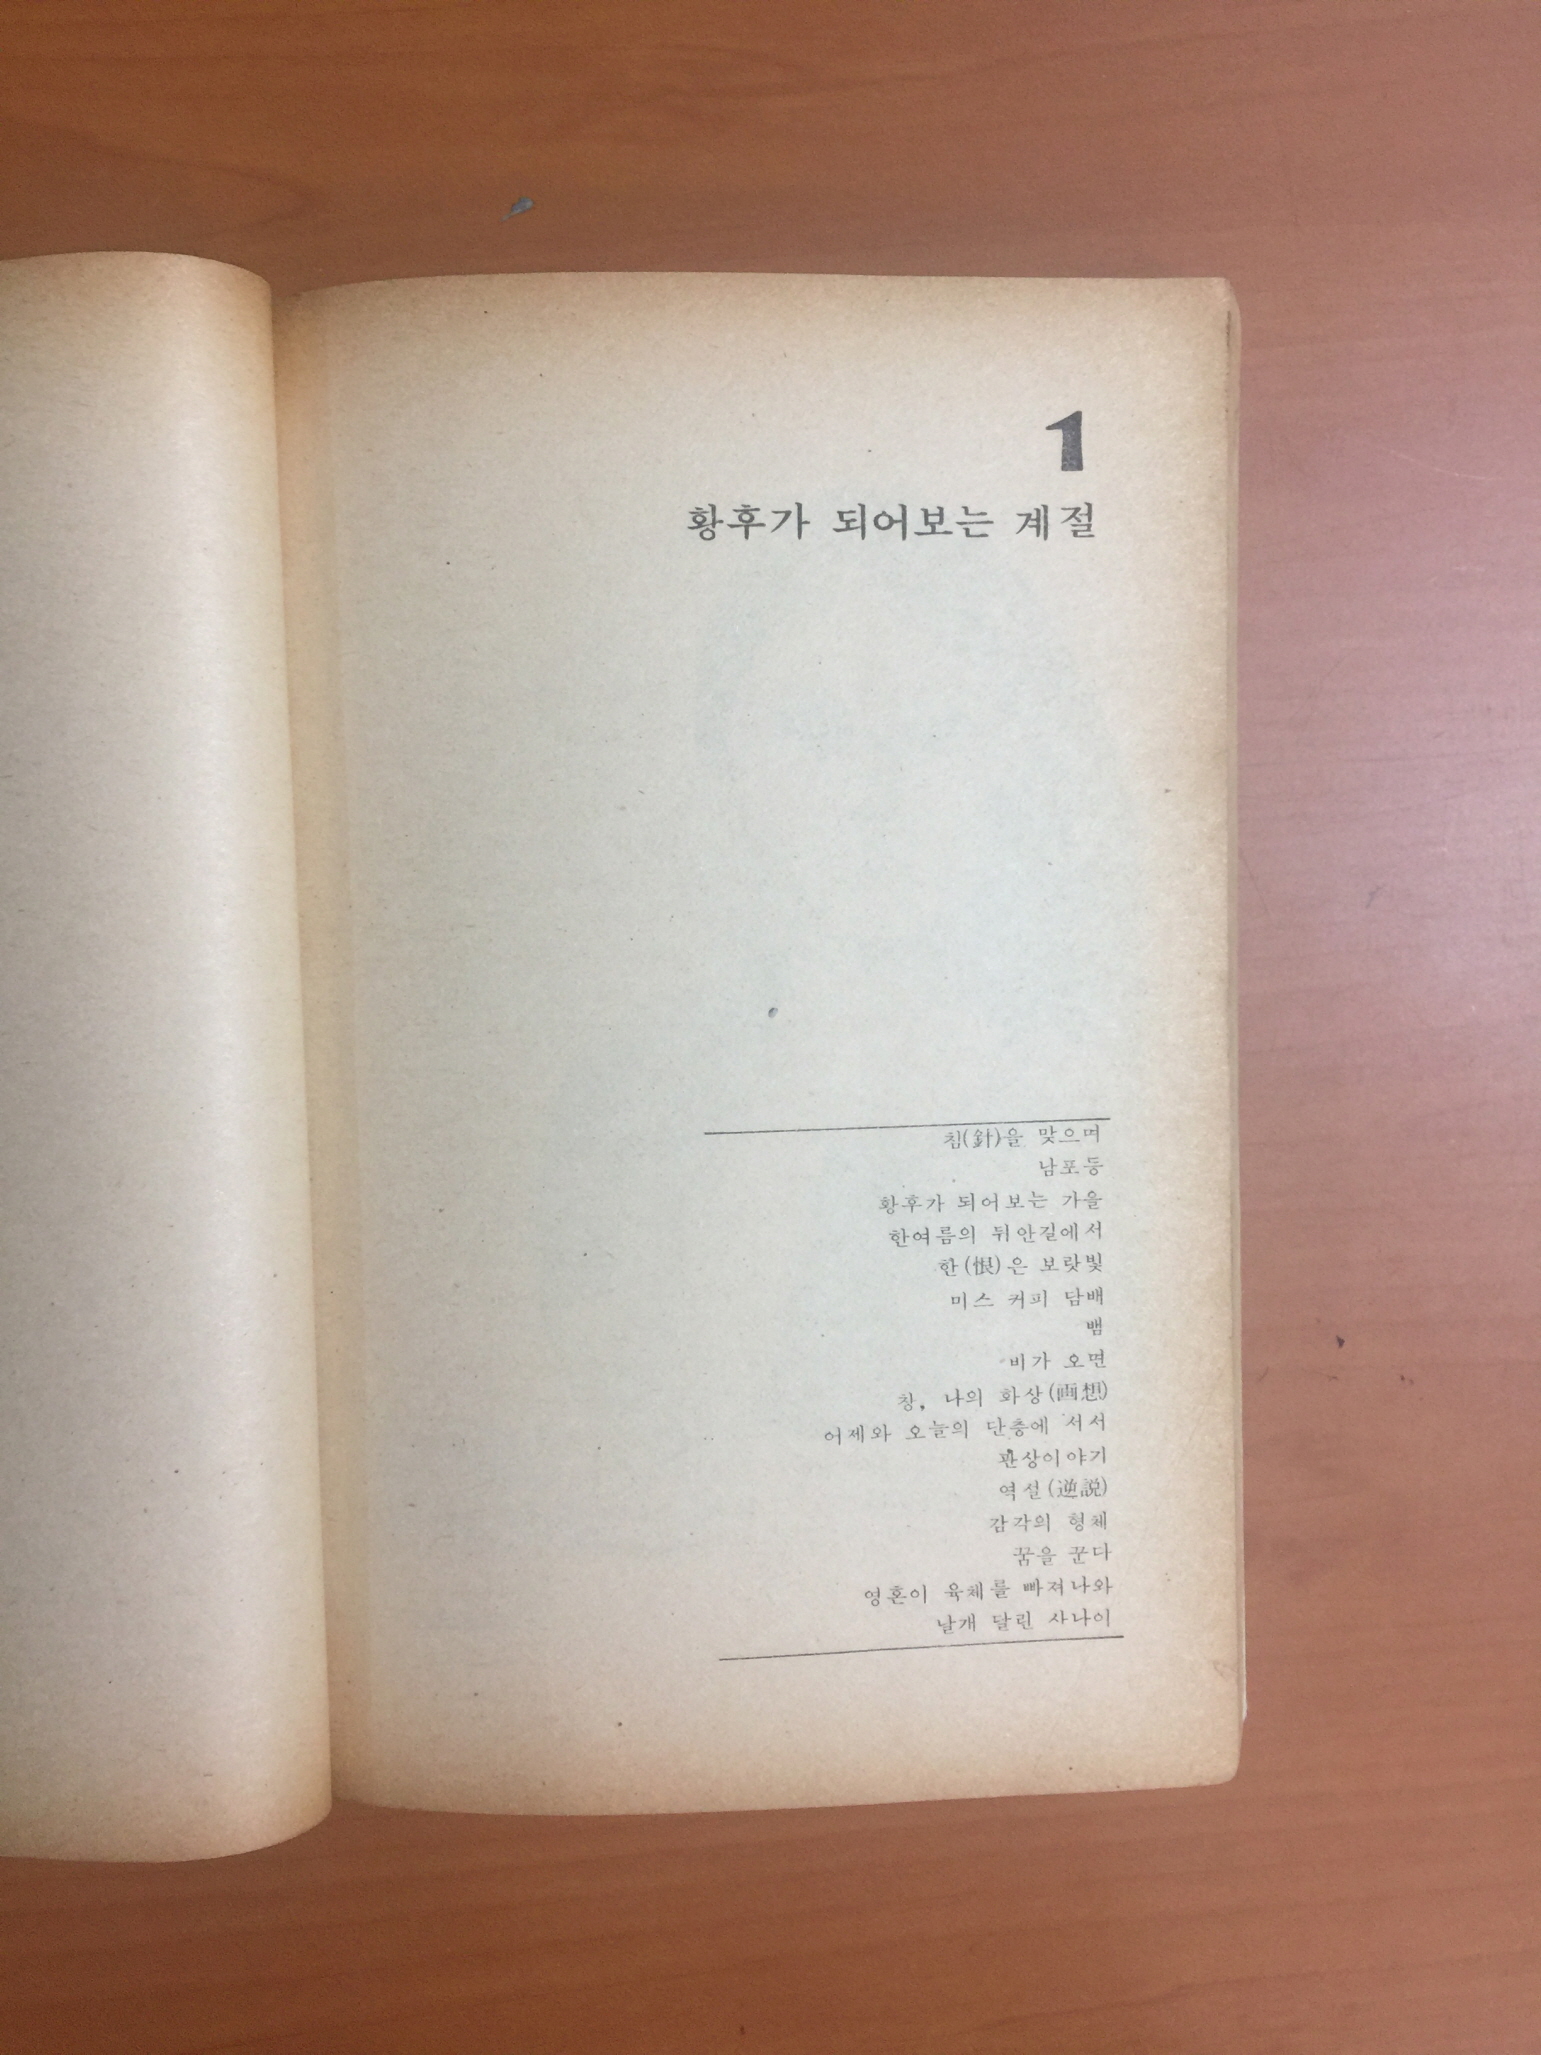 1
황후가 되어보는 계절
침(針)을 맞으며
남포등
황후가 되어보는 가을
한여름의 뒤안길에서
한(恨)은 보랏빛
미스 커피 담배
뱀
비가 오면
창, 나의 화상(画想)
어제와 오늘의 단층에 서서
관상이야기
역설(逆説)
감각의 형체
꿈을 꾼다
영혼이 육체를 빠져나와
날개 달린 사나이